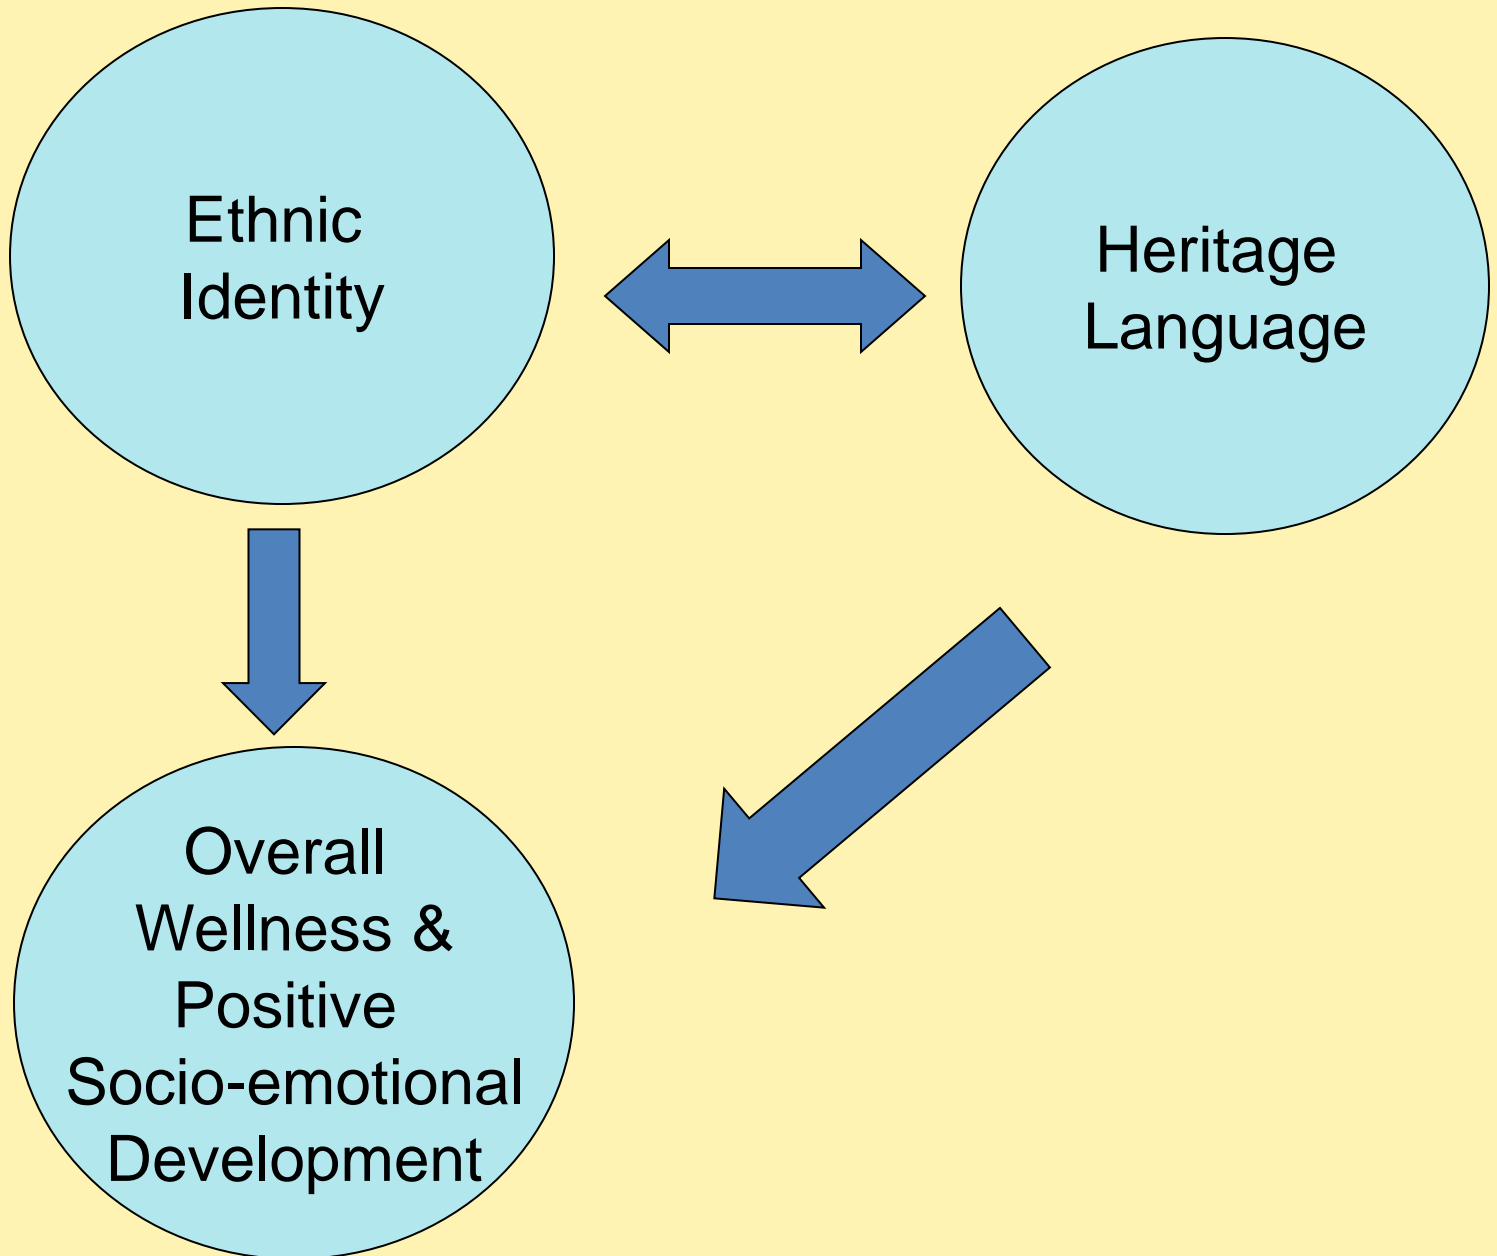 Ethnic
Identity
Heritage
Language
Overall
Wellness &
Positive
Socio-emotional
Development